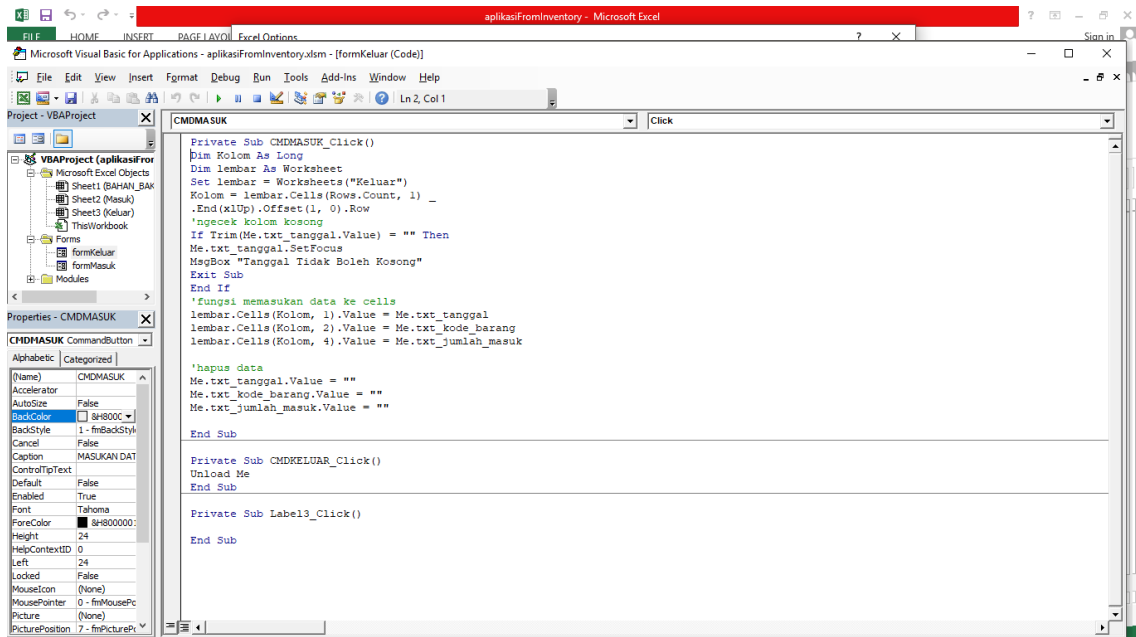 aplikasiFromInventory - Microsoft Excel
?
FILE HOME INSERT PAGE LAYOU Excel Options ? Sign in
Microsoft Visual Basic for Applications - aplikasiFromInventory.xlsm - [formKeluar (Code)]
File Edit View Insert Format Debug Run Tools Add-Ins Window Help
Ln 2, Col 1
Project - VBAProject
CMDMASUK Click
VBAProject (aplikasiFror
Microsoft Excel Objects
Sheet1 (BAHAN_BAK
Sheet2 (Masuk)
Sheet3 (Keluar)
ThisWorkbook
Forms
formKeluar
formMasuk
Modules
Properties - CMDMASUK
CMDMASUK CommandButton
Alphabetic Categorized
(Name) CMDMASUK
Accelerator
AutoSize False
BackColor &H8000C
BackStyle 1 - fmBackStyle
Cancel False
Caption MASUKAN DAT
ControlTipText
Default False
Enabled True
Font Tahoma
ForeColor &H800001
Height 24
HelpContextID 0
Left 24
Locked False
MouseIcon (None)
MousePointer 0 - fmMousePo
Picture (None)
PicturePosition 7 - fmPicturePo
Private Sub CMDMASUK_Click()
Dim Kolom As Long
Dim lembar As Worksheet
Set lembar = Worksheets("Keluar")
Kolom = lembar.Cells(Rows.Count, 1) _
.End(xlUp).Offset(1, 0).Row
'ngecek kolom kosong
If Trim(Me.txt_tanggal.Value) = "" Then
Me.txt_tanggal.SetFocus
MsgBox "Tanggal Tidak Boleh Kosong"
Exit Sub
End If
'fungsi memasukan data ke cells
lembar.Cells(Kolom, 1).Value = Me.txt_tanggal
lembar.Cells(Kolom, 2).Value = Me.txt_kode_barang
lembar.Cells(Kolom, 4).Value = Me.txt_jumlah_masuk
'hapus data
Me.txt_tanggal.Value = ""
Me.txt_kode_barang.Value = ""
Me.txt_jumlah_masuk.Value = ""
End Sub
Private Sub CMDKELUAR_Click()
Unload Me
End Sub
Private Sub Label3_Click()
End Sub